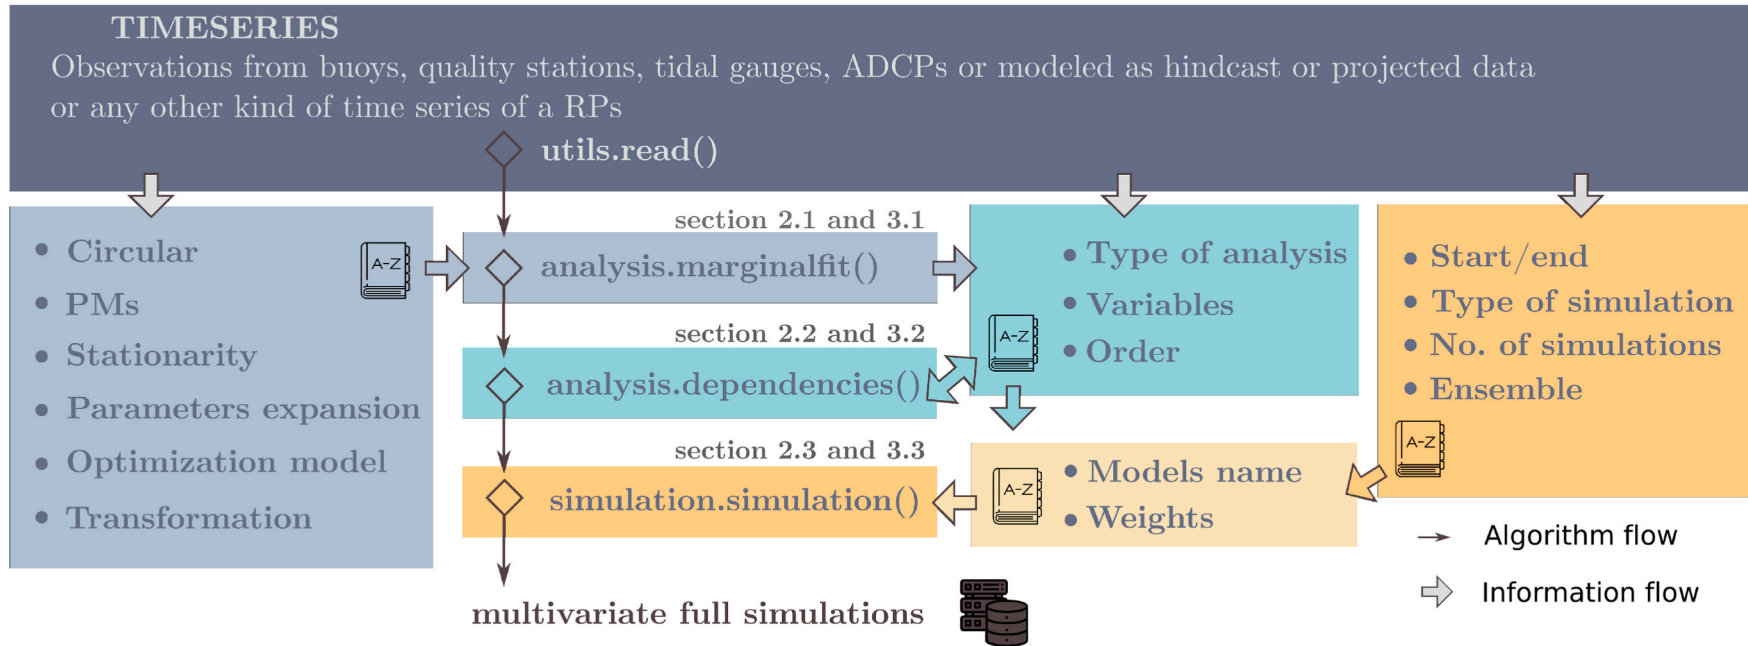 TIMESERIES
Observations from buoys, quality stations, tidal gauges, ADCPs or modeled as hindcast or projected data
or any other kind of time series of a RPs
utils.read()
• Circular
• PMs
• Stationarity
• Parameters expansion
• Optimization model
• Transformation
A-Z
section 2.1 and 3.1
analysis.marginalfit()
section 2.2 and 3.2
analysis.dependencies()
section 2.3 and 3.3
simulation.simulation()
multivariate full simulations
• Type of analysis
• Variables
• Order
A-Z
• Models name
• Weights
A-Z
• Start/end
• Type of simulation
• No. of simulations
• Ensemble
A-Z
Algorithm flow
Information flow